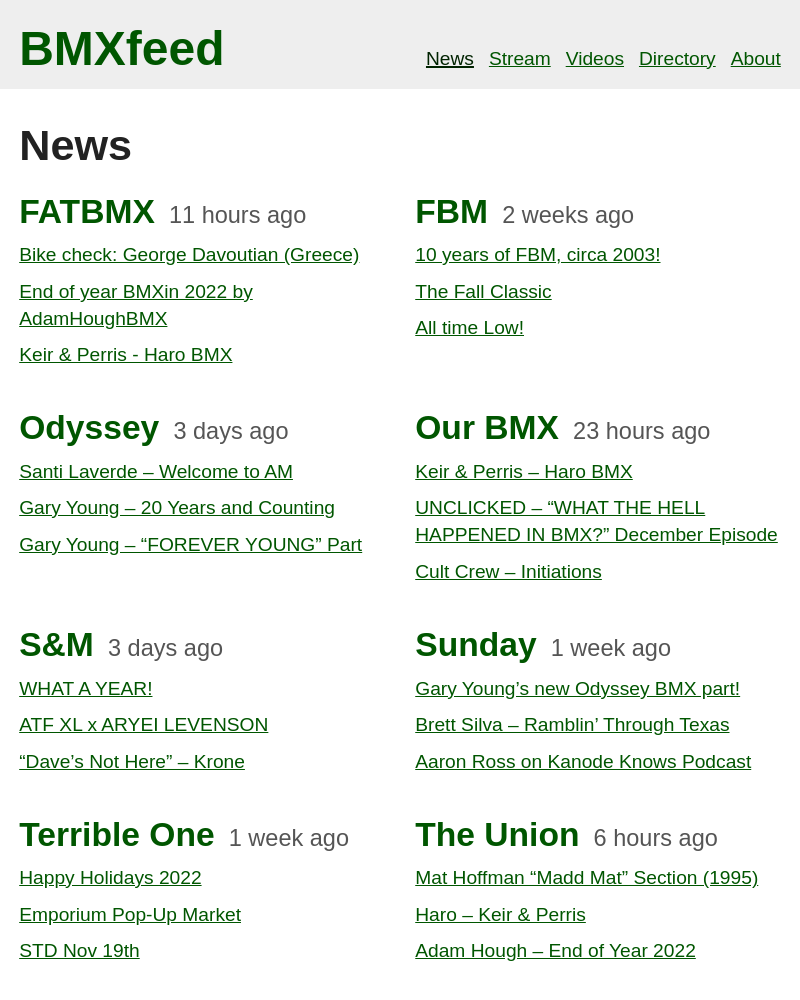 BMXfeed
News Stream Videos Directory About
News
FATBMX 11 hours ago
Bike check: George Davoutian (Greece)
End of year BMXin 2022 by
AdamHoughBMX
Keir & Perris - Haro BMX
FBM 2 weeks ago
10 years of FBM, circa 2003!
The Fall Classic
All time Low!
Odyssey 3 days ago
Santi Laverde – Welcome to AM
Gary Young – 20 Years and Counting
Gary Young – “FOREVER YOUNG” Part
Our BMX 23 hours ago
Keir & Perris – Haro BMX
UNCLICKED – “WHAT THE HELL
HAPPENED IN BMX?” December Episode
Cult Crew – Initiations
S&M 3 days ago
WHAT A YEAR!
ATF XL x ARYEI LEVENSON
“Dave’s Not Here” – Krone
Sunday 1 week ago
Gary Young’s new Odyssey BMX part!
Brett Silva – Ramblin’ Through Texas
Aaron Ross on Kanode Knows Podcast
Terrible One 1 week ago
Happy Holidays 2022
Emporium Pop-Up Market
STD Nov 19th
The Union 6 hours ago
Mat Hoffman “Madd Mat” Section (1995)
Haro – Keir & Perris
Adam Hough – End of Year 2022